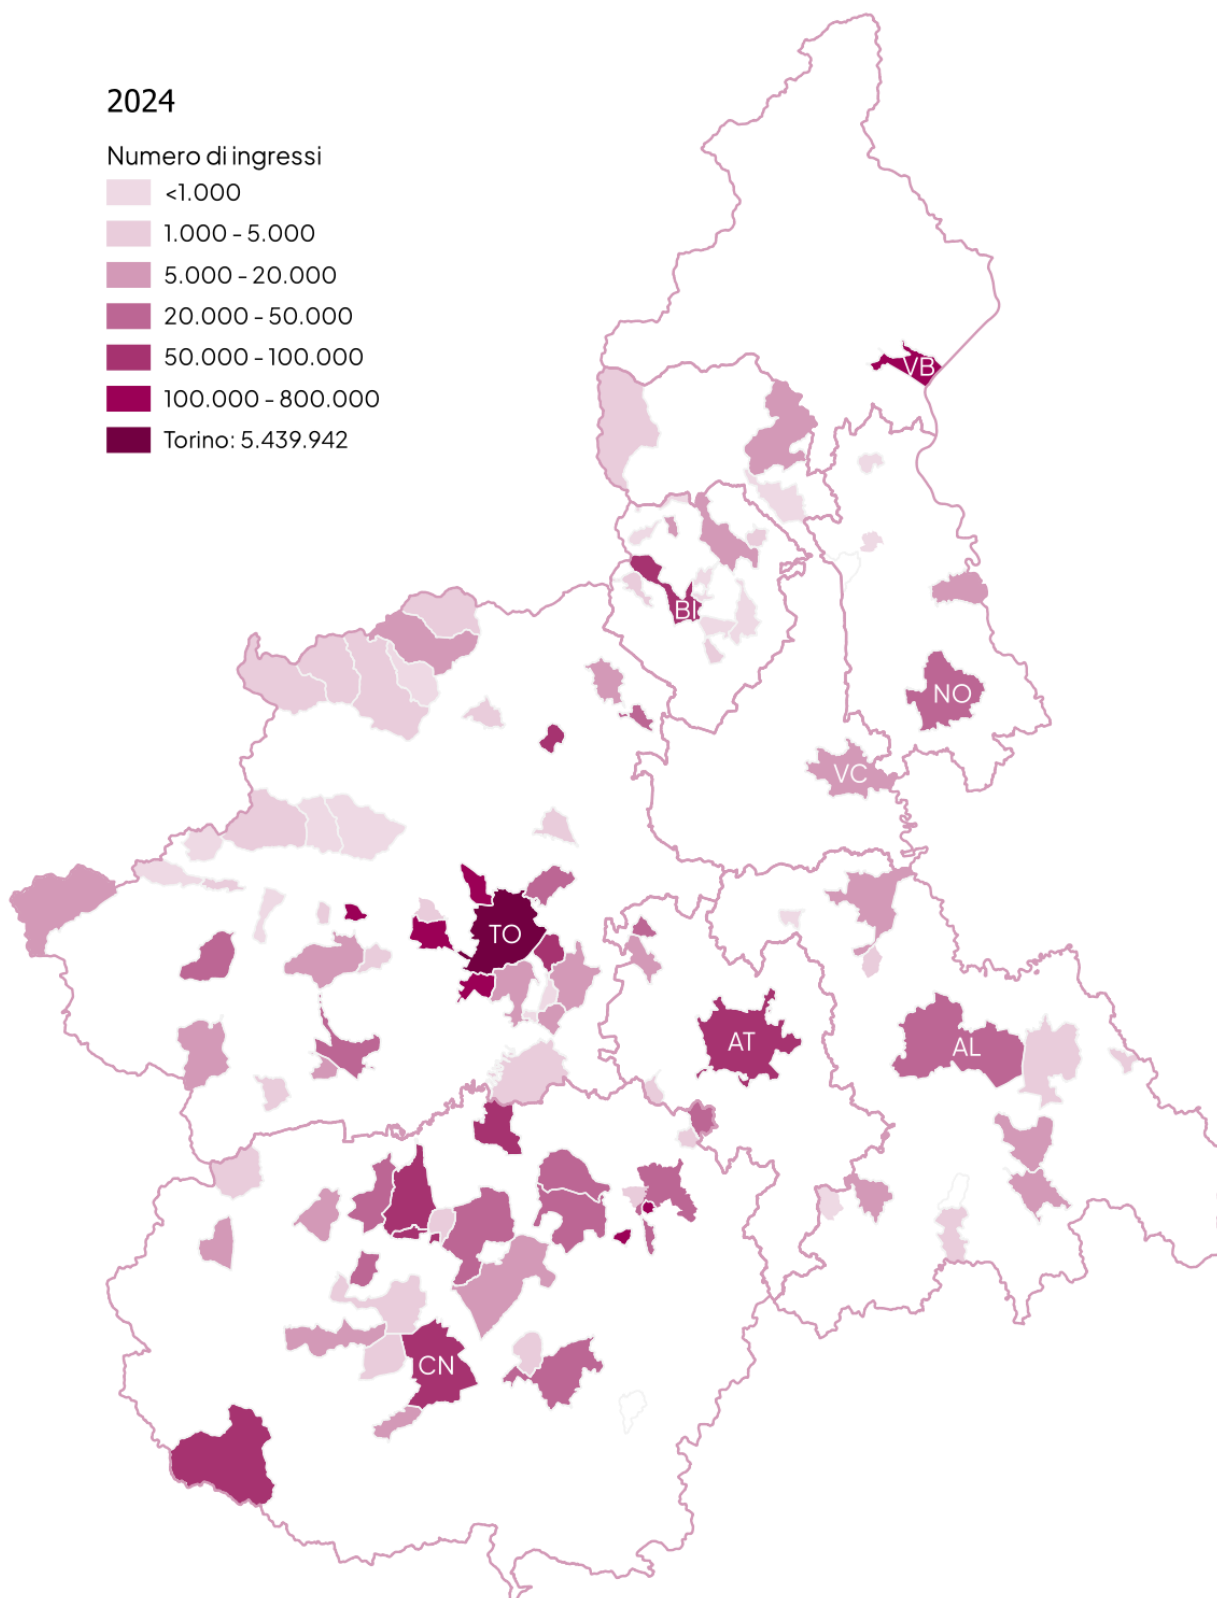 2024
Numero di ingressi
<1.000
1.000 - 5.000
5.000 - 20.000
20.000 - 50.000
50.000 - 100.000
100.000 - 800.000
Torino: 5.439.942
VB
BI
NO
VC
TO
AT
AL
CN